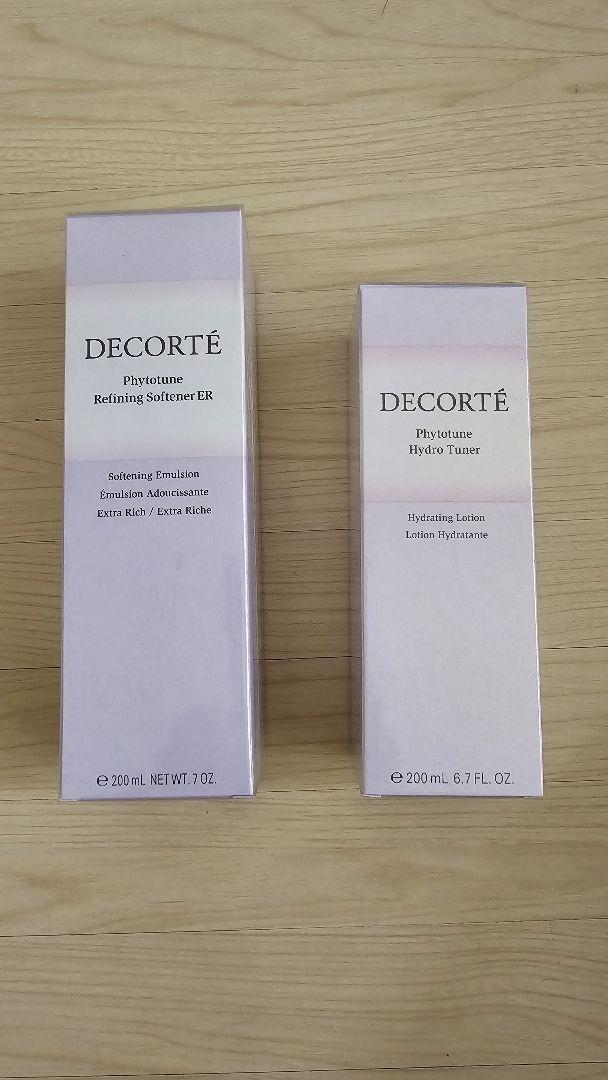 DECORTÉ
Phytotune
Refining Softener ER
Softening Emulsion
Émulsion Adoucissante
Extra Rich / Extra Riche
℮ 200 mL NET WT. 7 OZ.
DECORTÉ
Phytotune
Hydro Tuner
Hydrating Lotion
Lotion Hydratante
℮ 200 mL 6.7 FL. OZ.